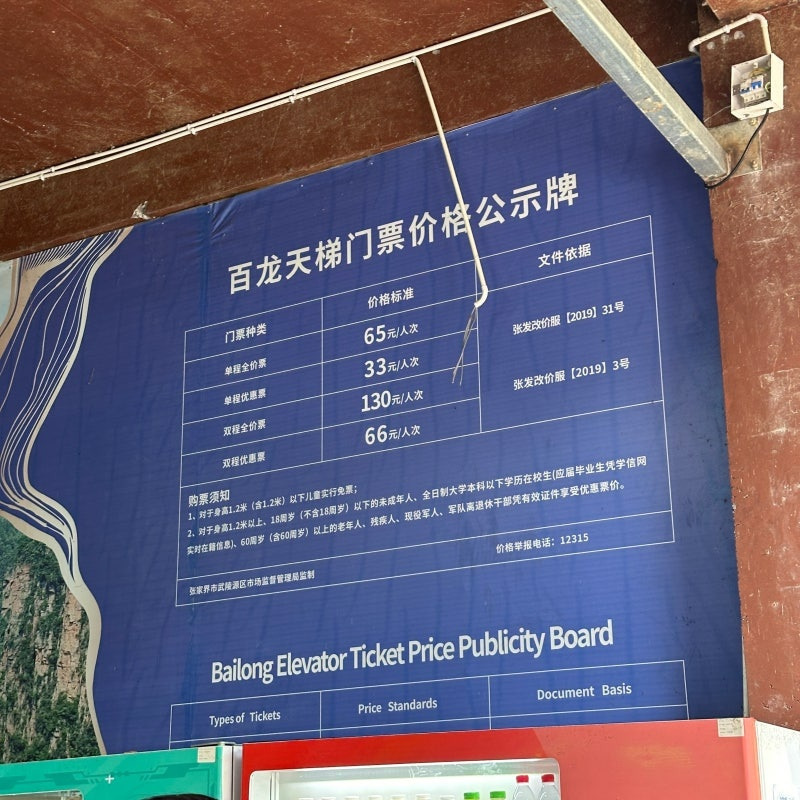 百龙天梯门票价格公示牌
门票种类 价格标准 文件依据
单程全价票 65元/人次 张发改价服【2019】31号
单程优惠票 33元/人次
双程全价票 130元/人次 张发改价服【2019】3号
双程优惠票 66元/人次
购票须知
1、对于身高1.2米（含1.2米）以下儿童实行免票；
2、对于身高1.2米以上、18周岁（不含18周岁）以下的未成年人、全日制大学本科以下学历在校生(应届毕业生凭学信网
实时在籍信息)、60周岁（含60周岁）以上的老年人、残疾人、现役军人、军队离退休干部凭有效证件享受优惠票价。
张家界市武陵源区市场监督管理局监制 价格举报电话：12315
Bailong Elevator Ticket Price Publicity Board
Types of Tickets Price Standards Document Basis